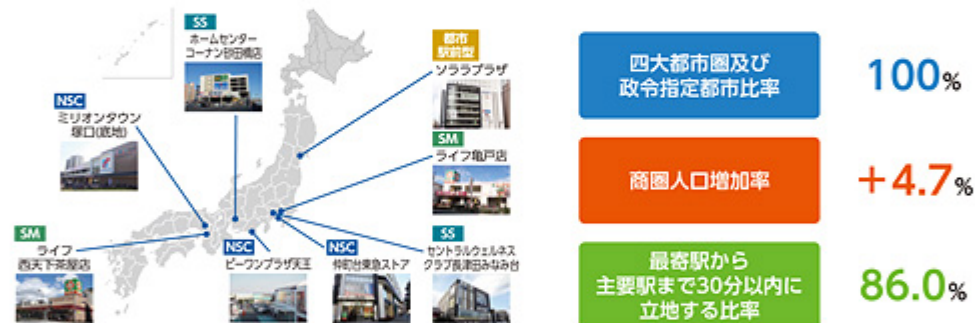 SS
ホームセンター
コーナン砂田橋店
都市
駅前型
ソララプラザ
NSC
ミリオンタウン
塚口(底地)
SM
ライフ亀戸店
SM
ライフ
西天下茶屋店
NSC
ビーワンプラザ天王
NSC
仲町台東急ストア
SS
セントラルウェルネス
クラブ長津田みなみ台
四大都市圏及び
政令指定都市比率
100%
商圏人口増加率
+4.7%
最寄駅から
主要駅まで30分以内に
立地する比率
86.0%